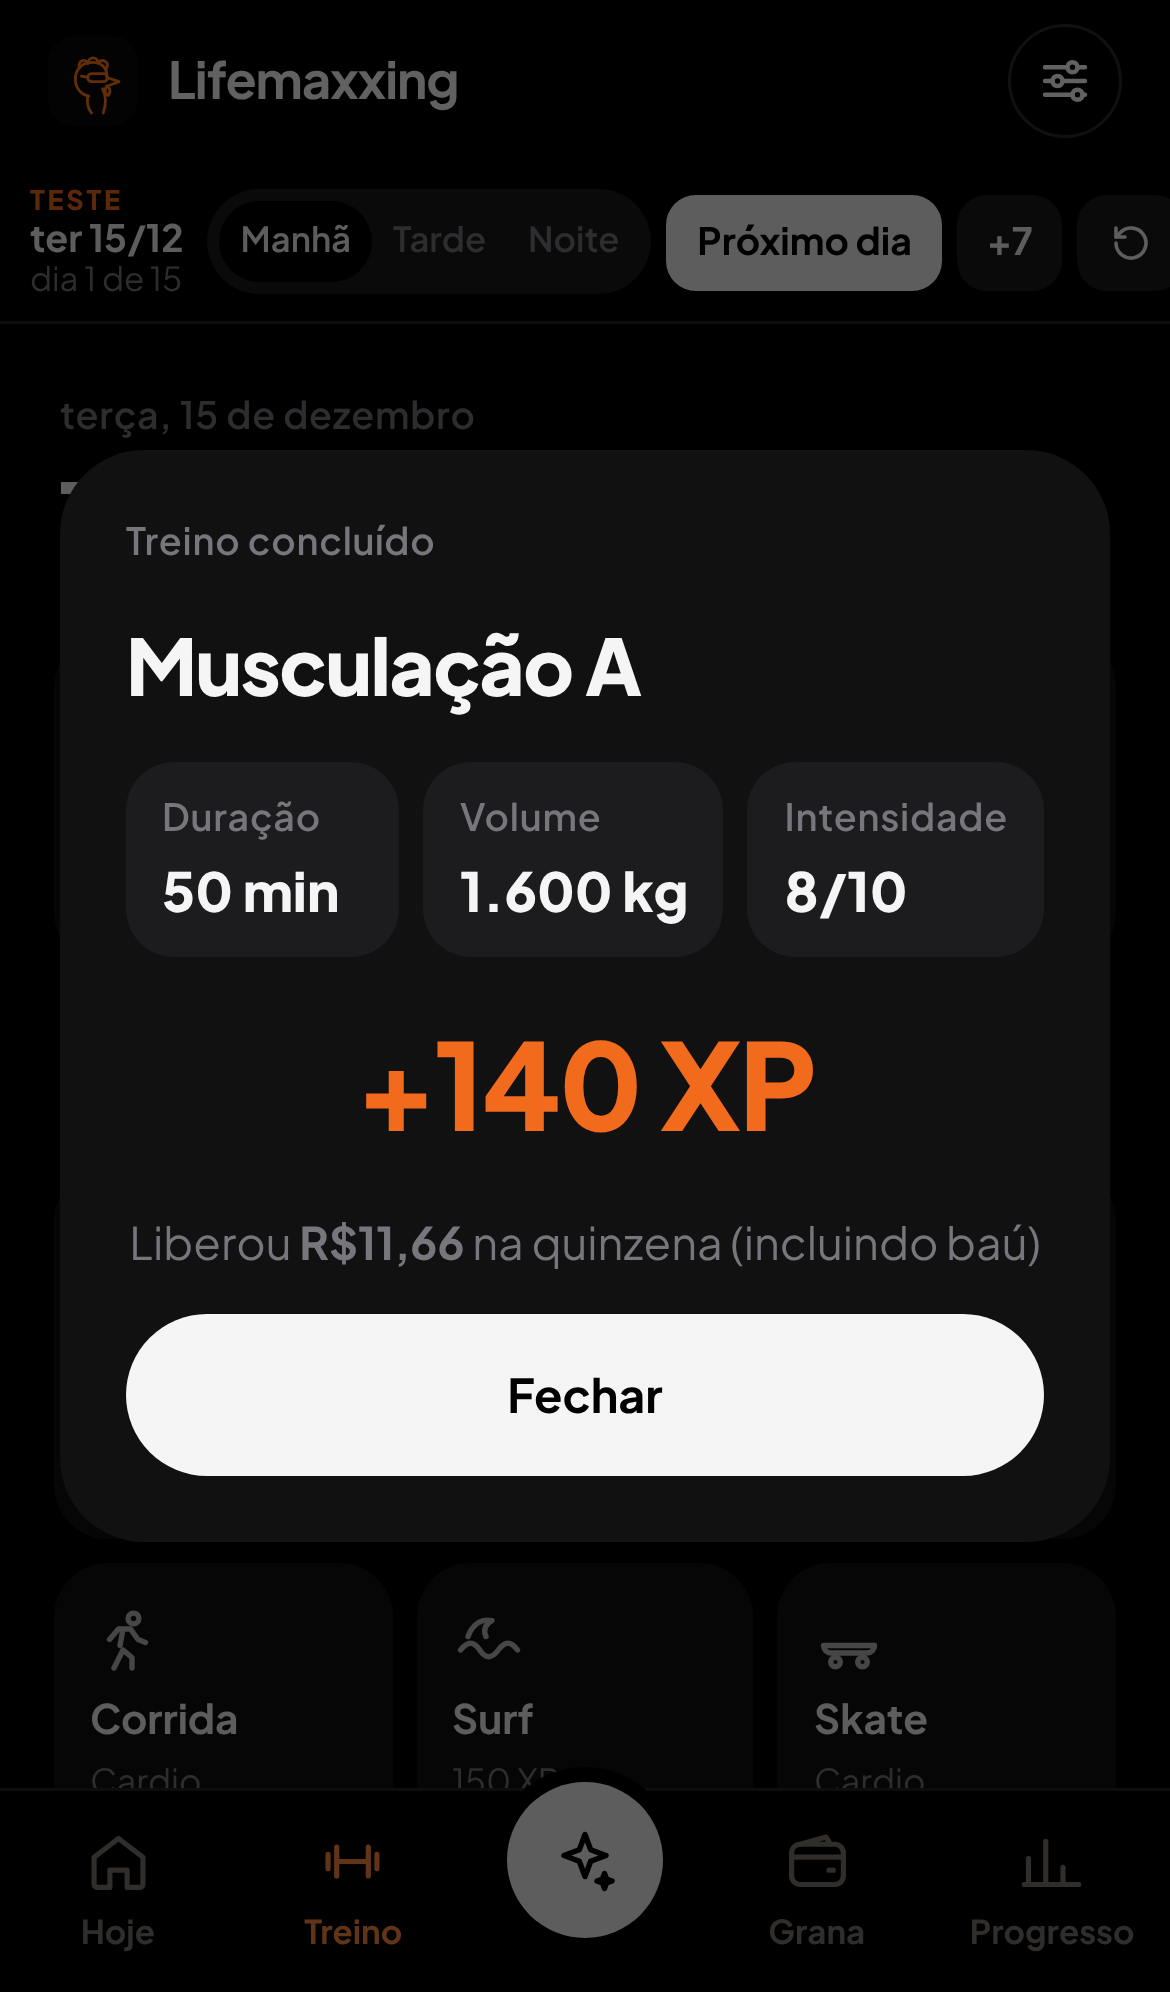 Lifemaxxing
TESTE
ter 15/12
dia 1 de 15
Manhã
Tarde
Noite
Próximo dia
+7
terça, 15 de dezembro
Treino concluído
Musculação A
Duração
50 min
Volume
1.600 kg
Intensidade
8/10
+140 XP
Liberou R$11,66 na quinzena (incluindo baú)
Fechar
Corrida
Cardio
Surf
150 XP
Skate
Cardio
Hoje
Treino
Grana
Progresso